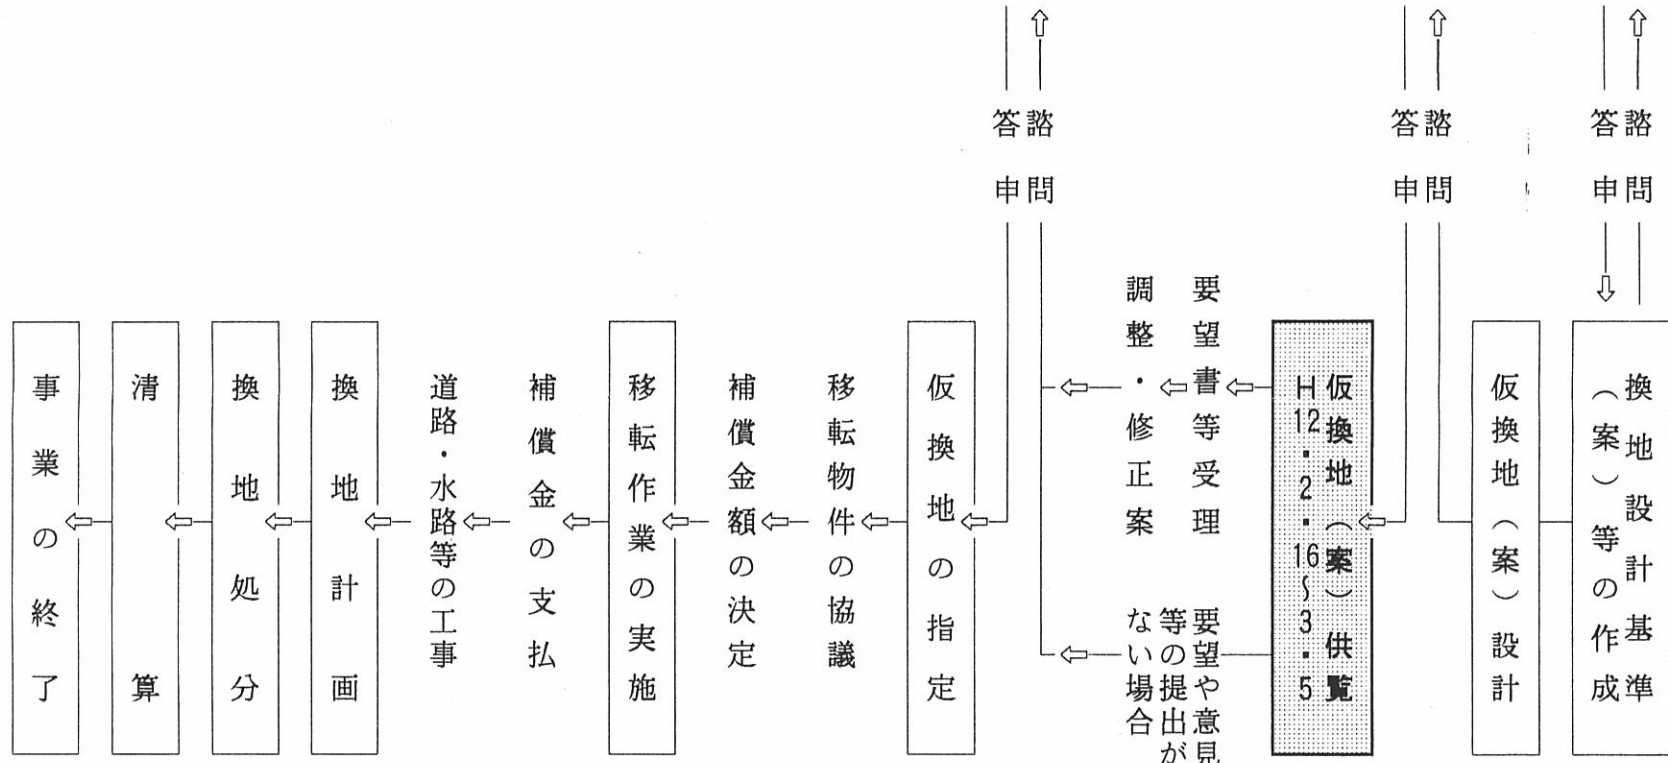 諮問
答申
換地設計基準
（案）等の作成
仮換地（案）設計
諮問
答申
仮換地（案）供覧
H12・2・16～3・5
要望書等受理
調整・修正案
要望や意見
等の提出が
ない場合
諮問
答申
仮換地の指定
移転物件の協議
補償金額の決定
移転作業の実施
補償金の支払
道路・水路等の工事
換地計画
換地処分
清算
事業の終了